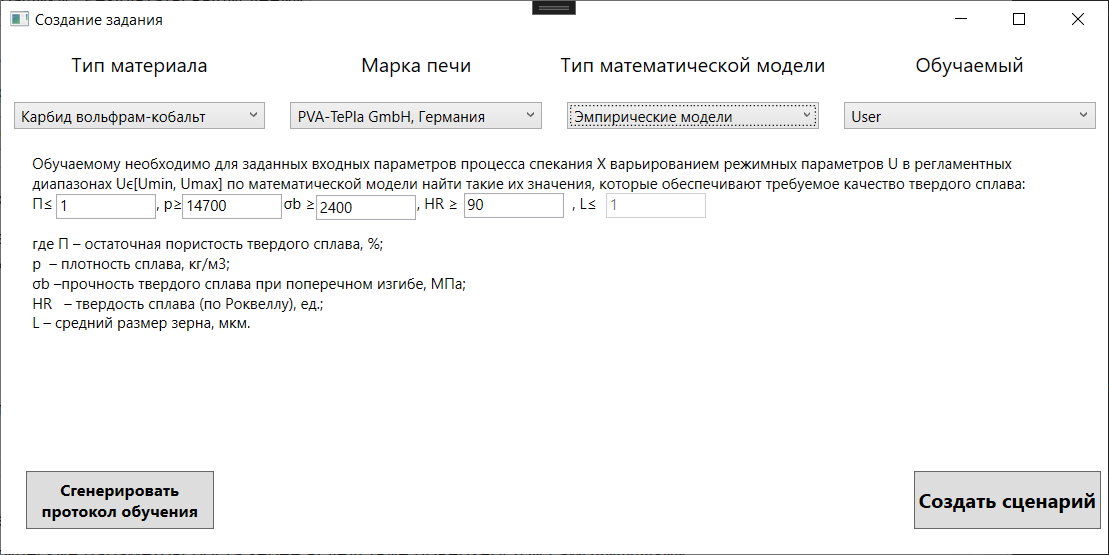 Создание задания
Тип материала Марка печи Тип математической модели Обучаемый
Карбид вольфрам-кобальт PVA-TePla GmbH, Германия Эмпирические модели User
Обучаемому необходимо для заданных входных параметров процесса спекания X варьированием режимных параметров U в регламентных
диапазонах Uϵ[Umin, Umax] по математической модели найти такие их значения, которые обеспечивают требуемое качество твердого сплава:
П≤ 1 , p≥ 14700 σb ≥ 2400 , HR ≥ 90 , L≤ 1
где П – остаточная пористость твердого сплава, %;
p – плотность сплава, кг/м3;
σb –прочность твердого сплава при поперечном изгибе, МПа;
HR – твердость сплава (по Роквеллу), ед.;
L – средний размер зерна, мкм.
Сгенерировать
протокол обучения
Создать сценарий